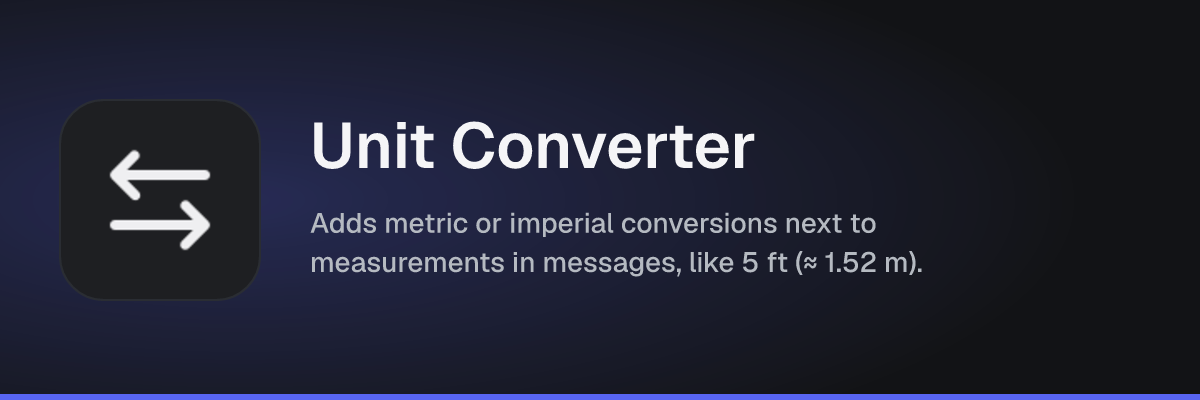 Unit Converter
Adds metric or imperial conversions next to
measurements in messages, like 5 ft (≈ 1.52 m).